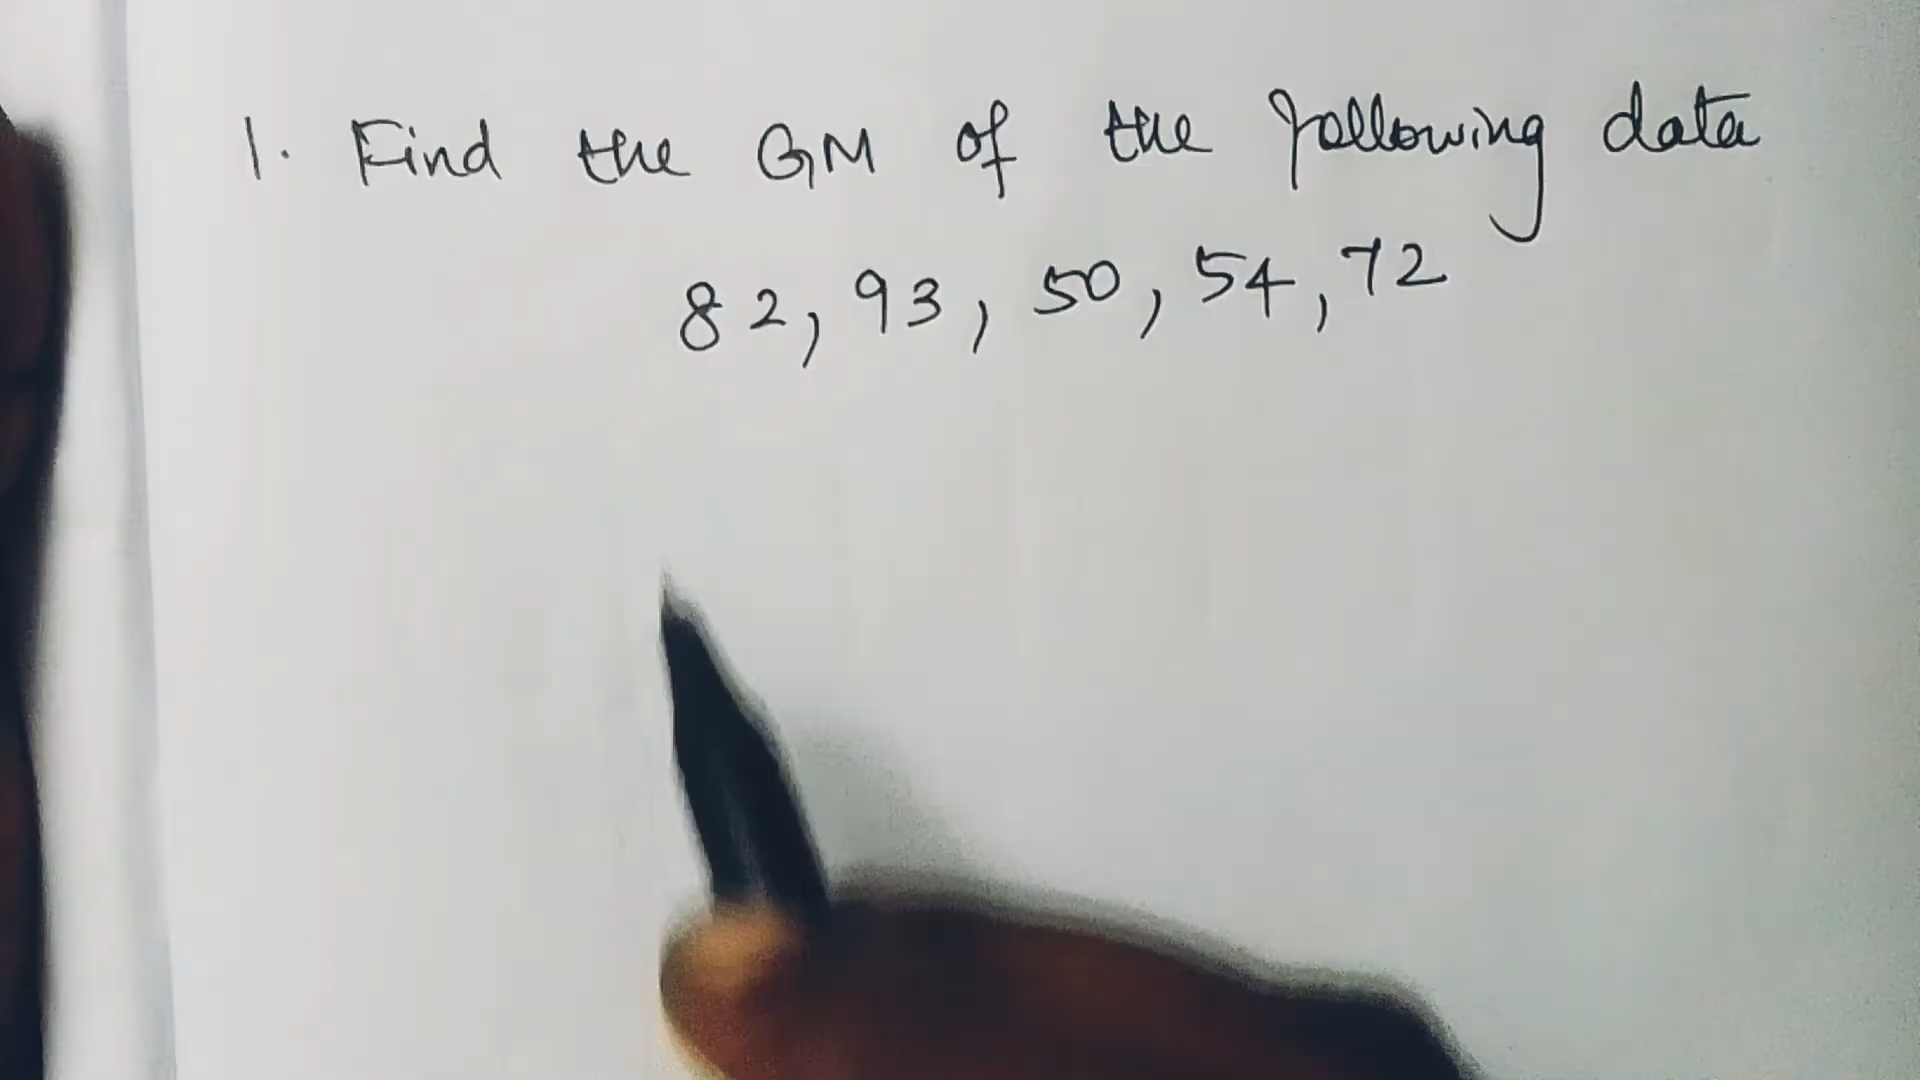 1. Find the GM of the following data
82, 93, 50, 54, 72